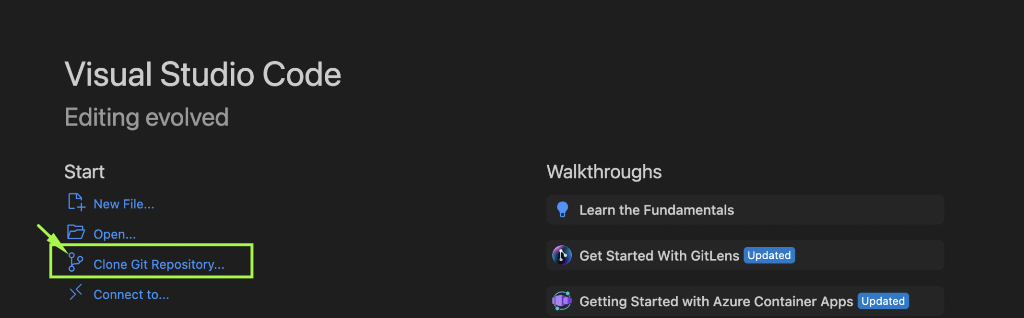 Visual Studio Code
Editing evolved
Start
New File...
Open...
Clone Git Repository...
Connect to...
Walkthroughs
Learn the Fundamentals
Get Started With GitLens Updated
Getting Started with Azure Container Apps Updated